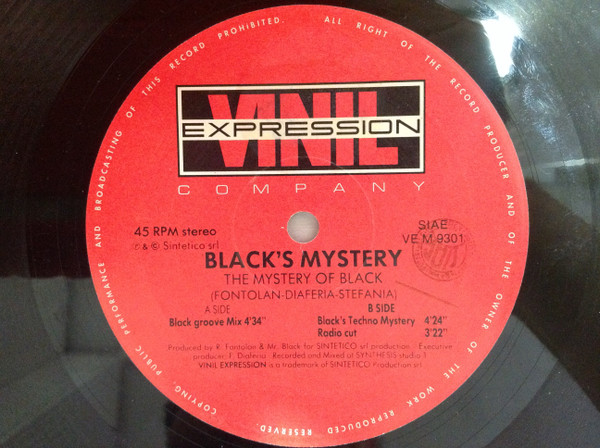 ALL RIGHT OF THE RECORD PRODUCER AND OF THE OWNER OF THE WORK REPRODUCED RESERVED. COPYING, PUBLIC PERFORMANCE AND BROADCASTING OF THIS RECORD PROHIBITED.
VINIL
EXPRESSION
COMPANY
45 RPM stereo
℗ & © Sintetico srl
SIAE
VE M 9301
BLACK'S MYSTERY
THE MYSTERY OF BLACK
(FONTOLAN-DIAFERIA-STEFANIA)
A SIDE
Black groove Mix 4'34"
B SIDE
Black's Techno Mystery 4'24"
Radio cut 3'22"
Produced by R. Fontolan & Mr. Black for SINTETICO srl production. Executive
producer F. Diaferia. Recorded and Mixed at SYNTHESIS studio 1
VINIL EXPRESSION is a trademark of SINTETICO Production srl